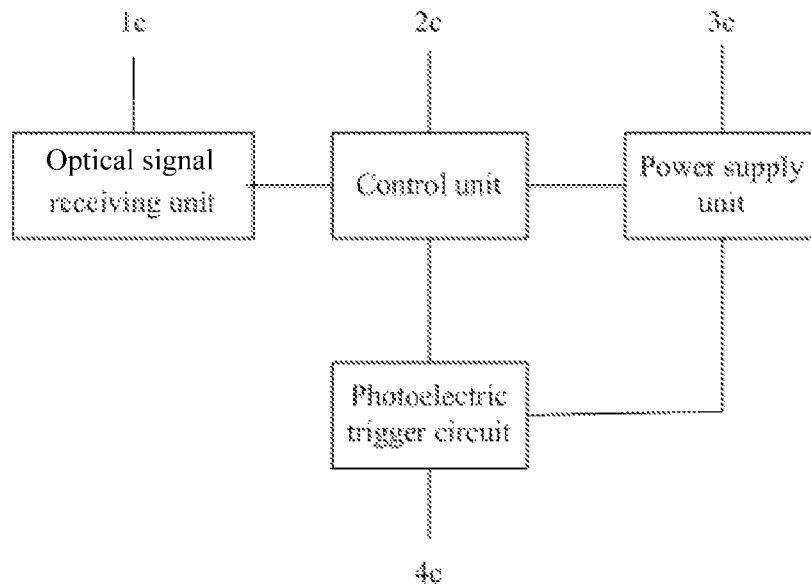 1c 2c 3c
Optical signal
receiving unit
Control unit
Power supply
unit
Photoelectric
trigger circuit
4c